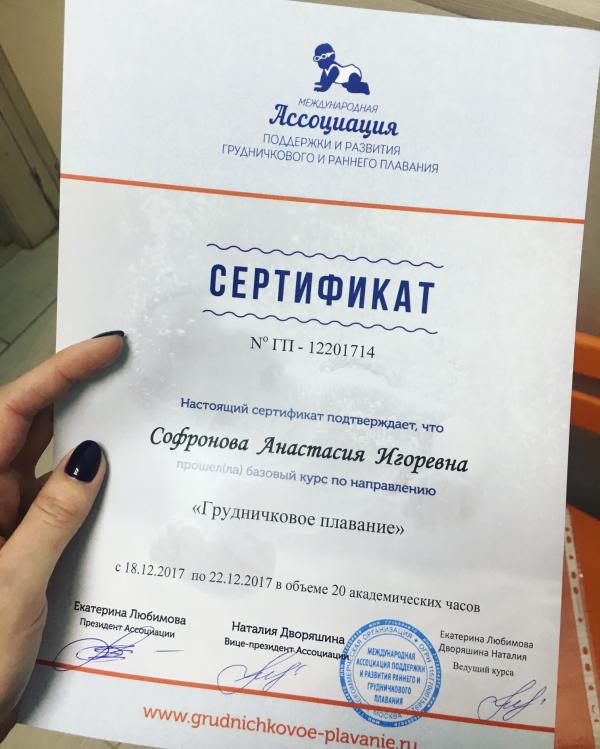 МЕЖДУНАРОДНАЯ
Ассоциация
ПОДДЕРЖКИ И РАЗВИТИЯ
ГРУДНИЧКОВОГО И РАННЕГО ПЛАВАНИЯ
СЕРТИФИКАТ
№ ГП - 12201714
Настоящий сертификат подтверждает, что
Софронова Анастасия Игоревна
прошел(ла) базовый курс по направлению
«Грудничковое плавание»
с 18.12.2017 по 22.12.2017 в объеме 20 академических часов
Екатерина Любимова
Президент Ассоциации
Наталия Дворяшина
Вице-президент Ассоциации
Екатерина Любимова
Дворяшина Наталия
Ведущий курса
МЕЖДУНАРОДНАЯ
АССОЦИАЦИЯ ПОДДЕРЖКИ
И РАЗВИТИЯ РАННЕГО И
ГРУДНИЧКОВОГО
ПЛАВАНИЯ
МОСКВА
www.grudnichkovoe-plavanie.ru